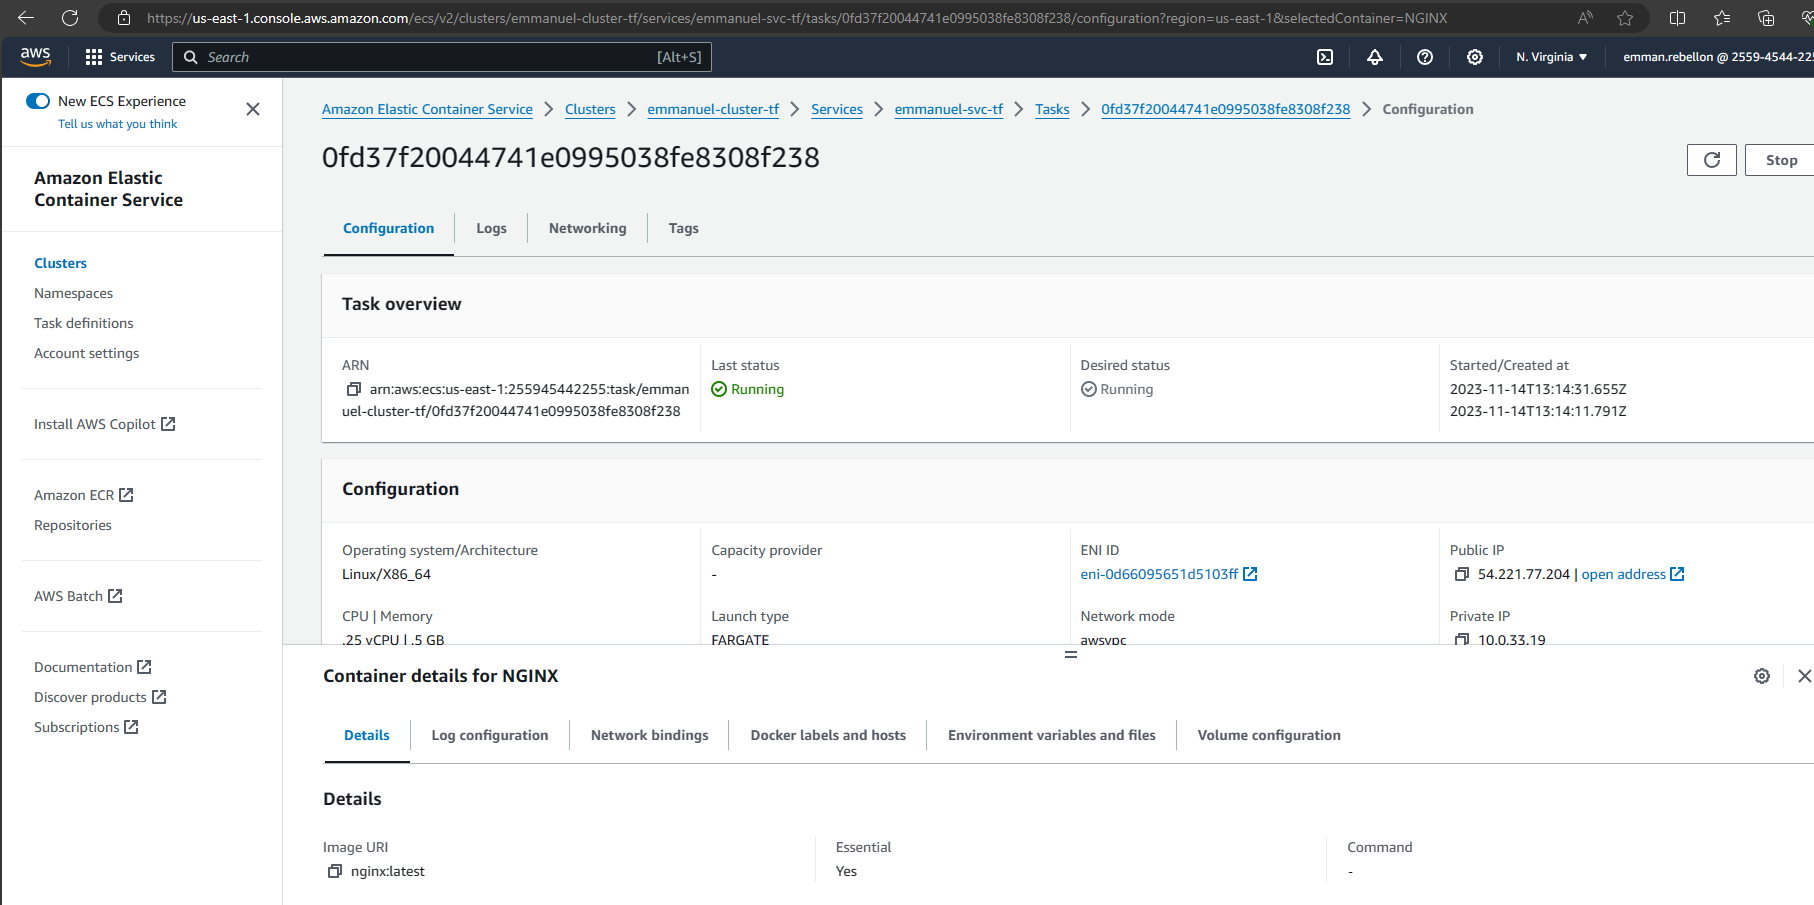 https://us-east-1.console.aws.amazon.com/ecs/v2/clusters/emmanuel-cluster-tf/services/emmanuel-svc-tf/tasks/0fd37f20044741e0995038fe8308f238/configuration?region=us-east-1&selectedContainer=NGINX
aws
Services
Search
[Alt+S]
N. Virginia
emman.rebellon @ 2559-4544-225
New ECS Experience
Tell us what you think
Amazon Elastic
Container Service
Clusters
Namespaces
Task definitions
Account settings
Install AWS Copilot
Amazon ECR
Repositories
AWS Batch
Documentation
Discover products
Subscriptions
Amazon Elastic Container Service > Clusters > emmanuel-cluster-tf > Services > emmanuel-svc-tf > Tasks > 0fd37f20044741e0995038fe8308f238 > Configuration
0fd37f20044741e0995038fe8308f238
Stop
Configuration
Logs
Networking
Tags
Task overview
ARN
arn:aws:ecs:us-east-1:255945442255:task/emman
uel-cluster-tf/0fd37f20044741e0995038fe8308f238
Last status
Running
Desired status
Running
Started/Created at
2023-11-14T13:14:31.655Z
2023-11-14T13:14:11.791Z
Configuration
Operating system/Architecture
Linux/X86_64
Capacity provider
-
ENI ID
eni-0d66095651d5103ff
Public IP
54.221.77.204 | open address
CPU | Memory
.25 vCPU | .5 GB
Launch type
FARGATE
Network mode
awsvpc
Private IP
10.0.33.19
Container details for NGINX
Details
Log configuration
Network bindings
Docker labels and hosts
Environment variables and files
Volume configuration
Details
Image URI
nginx:latest
Essential
Yes
Command
-